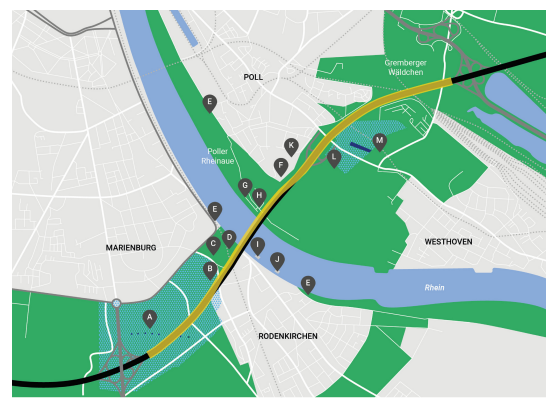 Gremberger
Wäldchen
POLL
E
Poller
Rheinaue
K
M
L
F
G
H
E
MARIENBURG
D
C
I
WESTHOVEN
J
B
E
Rhein
A
RODENKIRCHEN